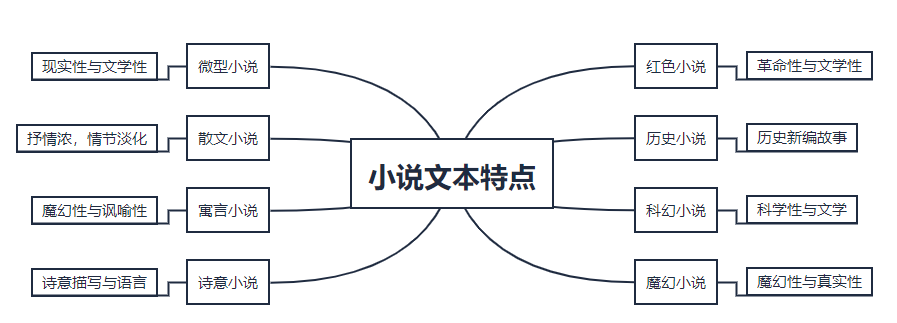 小说文本特点
微型小说
现实性与文学性
散文小说
抒情浓，情节淡化
寓言小说
魔幻性与讽喻性
诗意小说
诗意描写与语言
红色小说
革命性与文学性
历史小说
历史新编故事
科幻小说
科学性与文学
魔幻小说
魔幻性与真实性